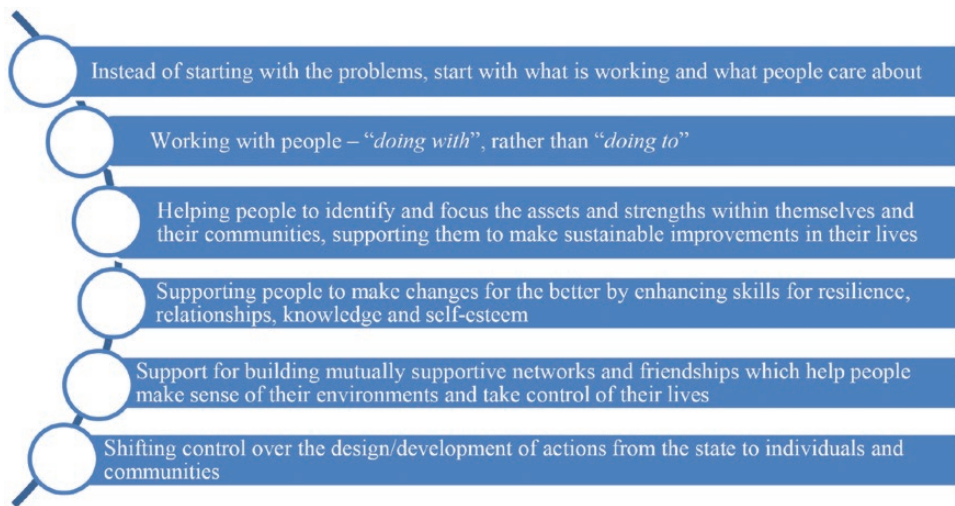 Instead of starting with the problems, start with what is working and what people care about
Working with people – “doing with”, rather than “doing to”
Helping people to identify and focus the assets and strengths within themselves and
their communities, supporting them to make sustainable improvements in their lives
Supporting people to make changes for the better by enhancing skills for resilience,
relationships, knowledge and self-esteem
Support for building mutually supportive networks and friendships which help people
make sense of their environments and take control of their lives
Shifting control over the design/development of actions from the state to individuals and
communities